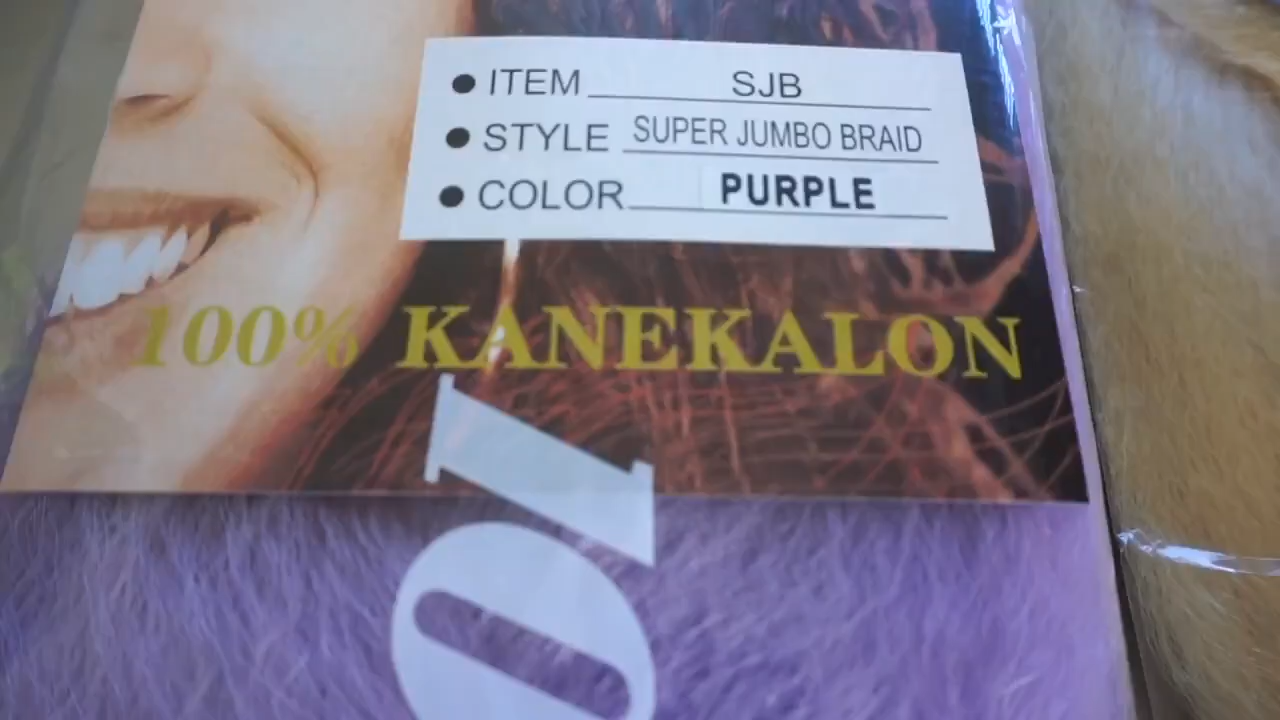 ● ITEM SJB
● STYLE SUPER JUMBO BRAID
● COLOR PURPLE
100% KANEKALON